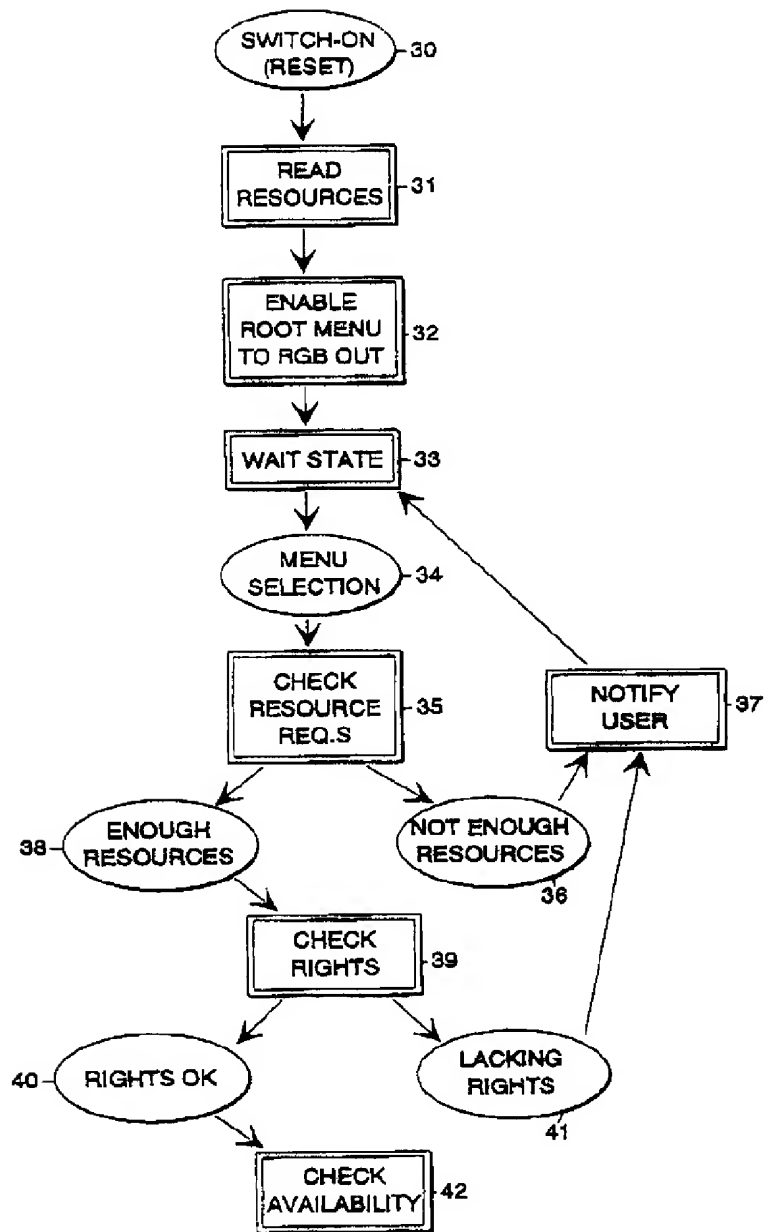 SWITCH-ON
(RESET)
30
READ
RESOURCES
31
ENABLE
ROOT MENU
TO RGB OUT
32
WAIT STATE
33
MENU
SELECTION
34
CHECK
RESOURCE
REQ.S
35
NOTIFY
USER
37
38
ENOUGH
RESOURCES
NOT ENOUGH
RESOURCES
36
CHECK
RIGHTS
39
40
RIGHTS OK
LACKING
RIGHTS
41
CHECK
AVAILABILITY
42